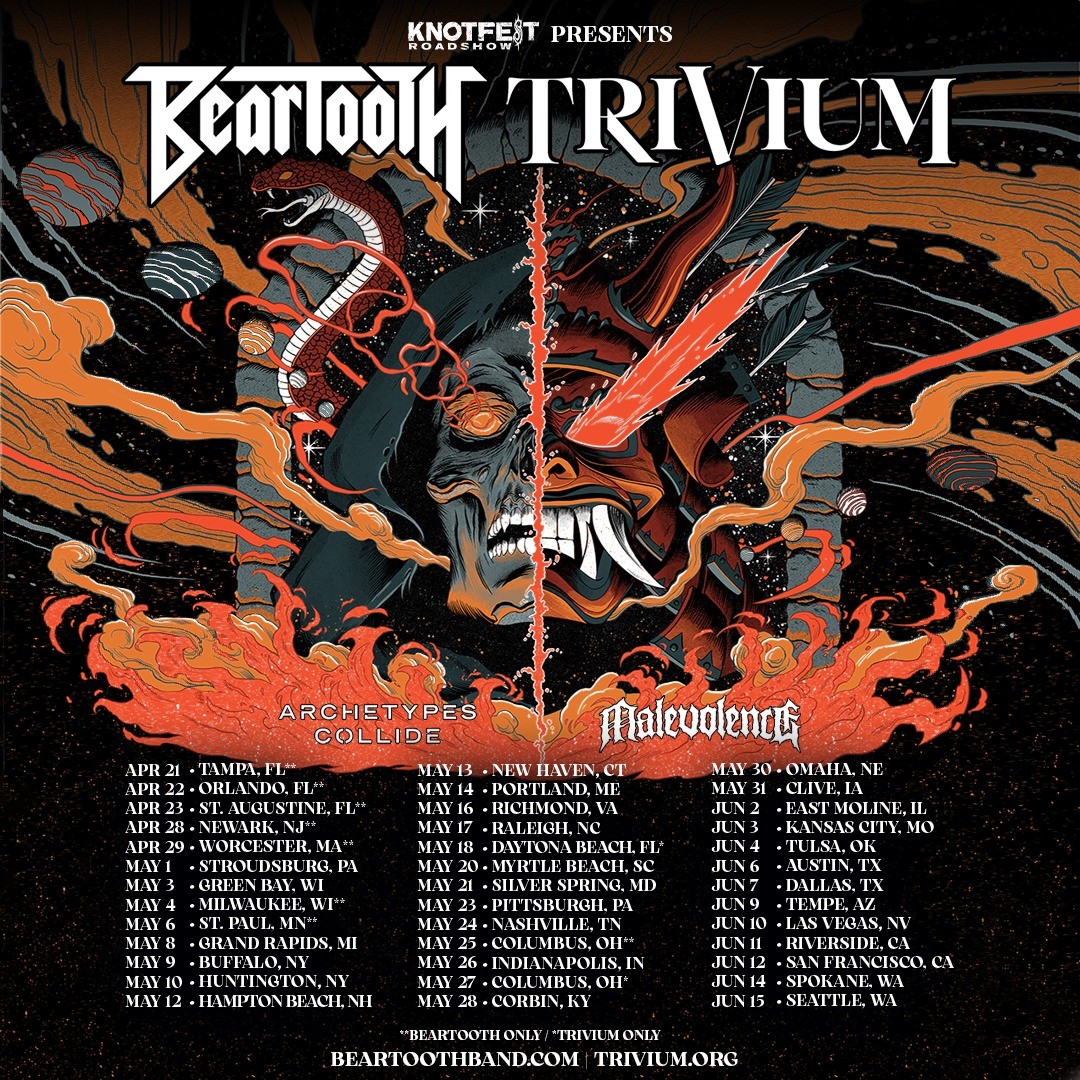 KNOTFEST
ROADSHOW
PRESENTS
BEARTOOTH TRIVIUM
ARCHETYPES
COLLIDE
Malevolence
APR 21 • TAMPA, FL**
APR 22 • ORLANDO, FL**
APR 23 • ST. AUGUSTINE, FL**
APR 28 • NEWARK, NJ**
APR 29 • WORCESTER, MA**
MAY 1 • STROUDSBURG, PA
MAY 3 • GREEN BAY, WI
MAY 4 • MILWAUKEE, WI**
MAY 6 • ST. PAUL, MN**
MAY 8 • GRAND RAPIDS, MI
MAY 9 • BUFFALO, NY
MAY 10 • HUNTINGTON, NY
MAY 12 • HAMPTON BEACH, NH
MAY 13 • NEW HAVEN, CT
MAY 14 • PORTLAND, ME
MAY 16 • RICHMOND, VA
MAY 17 • RALEIGH, NC
MAY 18 • DAYTONA BEACH, FL*
MAY 20 • MYRTLE BEACH, SC
MAY 21 • SILVER SPRING, MD
MAY 23 • PITTSBURGH, PA
MAY 24 • NASHVILLE, TN
MAY 25 • COLUMBUS, OH**
MAY 26 • INDIANAPOLIS, IN
MAY 27 • COLUMBUS, OH*
MAY 28 • CORBIN, KY
MAY 30 • OMAHA, NE
MAY 31 • CLIVE, IA
JUN 2 • EAST MOLINE, IL
JUN 3 • KANSAS CITY, MO
JUN 4 • TULSA, OK
JUN 6 • AUSTIN, TX
JUN 7 • DALLAS, TX
JUN 9 • TEMPE, AZ
JUN 10 • LAS VEGAS, NV
JUN 11 • RIVERSIDE, CA
JUN 12 • SAN FRANCISCO, CA
JUN 14 • SPOKANE, WA
JUN 15 • SEATTLE, WA
**BEARTOOTH ONLY / *TRIVIUM ONLY
BEARTOOTHBAND.COM | TRIVIUM.ORG